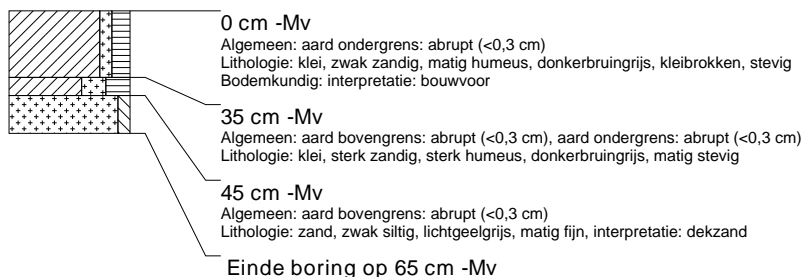 0 cm -Mv
Algemeen: aard ondergrens: abrupt (<0,3 cm)
Lithologie: klei, zwak zandig, matig humeus, donkerbruingrijs, kleibrokken, stevig
Bodemkundig: interpretatie: bouwvoor
35 cm -Mv
Algemeen: aard bovengrens: abrupt (<0,3 cm), aard ondergrens: abrupt (<0,3 cm)
Lithologie: klei, sterk zandig, sterk humeus, donkerbruingrijs, matig stevig
45 cm -Mv
Algemeen: aard bovengrens: abrupt (<0,3 cm)
Lithologie: zand, zwak siltig, lichtgeelgrijs, matig fijn, interpretatie: dekzand
Einde boring op 65 cm -Mv